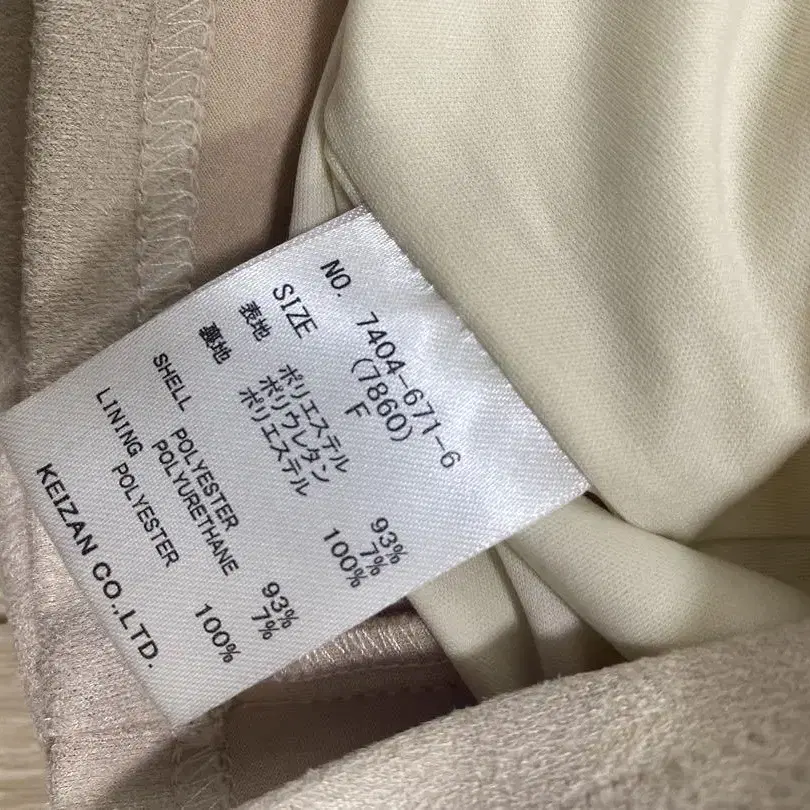 NO. 7404-671-6
(7860)
SIZE F
表地 ポリエステル 93%
ポリウレタン 7%
裏地 ポリエステル 100%
SHELL POLYESTER 93%
POLYURETHANE 7%
LINING POLYESTER 100%
KEIZAN CO.,LTD.